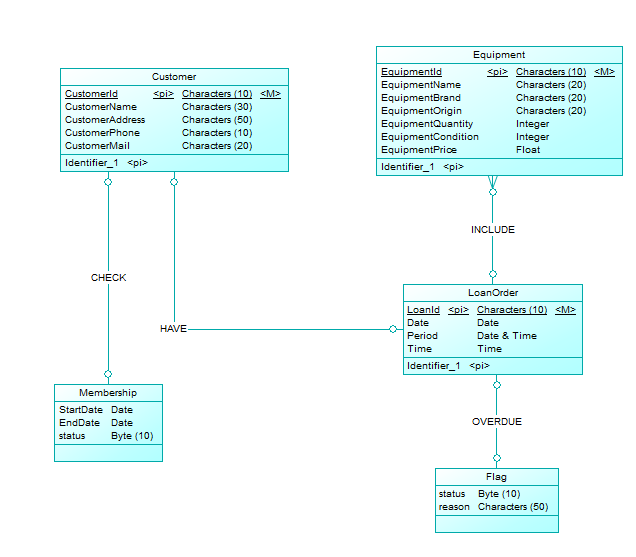 Customer
CustomerId <pi> Characters (10) <M>
CustomerName Characters (30)
CustomerAddress Characters (50)
CustomerPhone Characters (10)
CustomerMail Characters (20)
Identifier_1 <pi>
Equipment
EquipmentId <pi> Characters (10) <M>
EquipmentName Characters (20)
EquipmentBrand Characters (20)
EquipmentOrigin Characters (20)
EquipmentQuantity Integer
EquipmentCondition Integer
EquipmentPrice Float
Identifier_1 <pi>
INCLUDE
CHECK
HAVE
LoanOrder
LoanId <pi> Characters (10) <M>
Date Date
Period Date & Time
Time Time
Identifier_1 <pi>
Membership
StartDate Date
EndDate Date
status Byte (10)
OVERDUE
Flag
status Byte (10)
reason Characters (50)